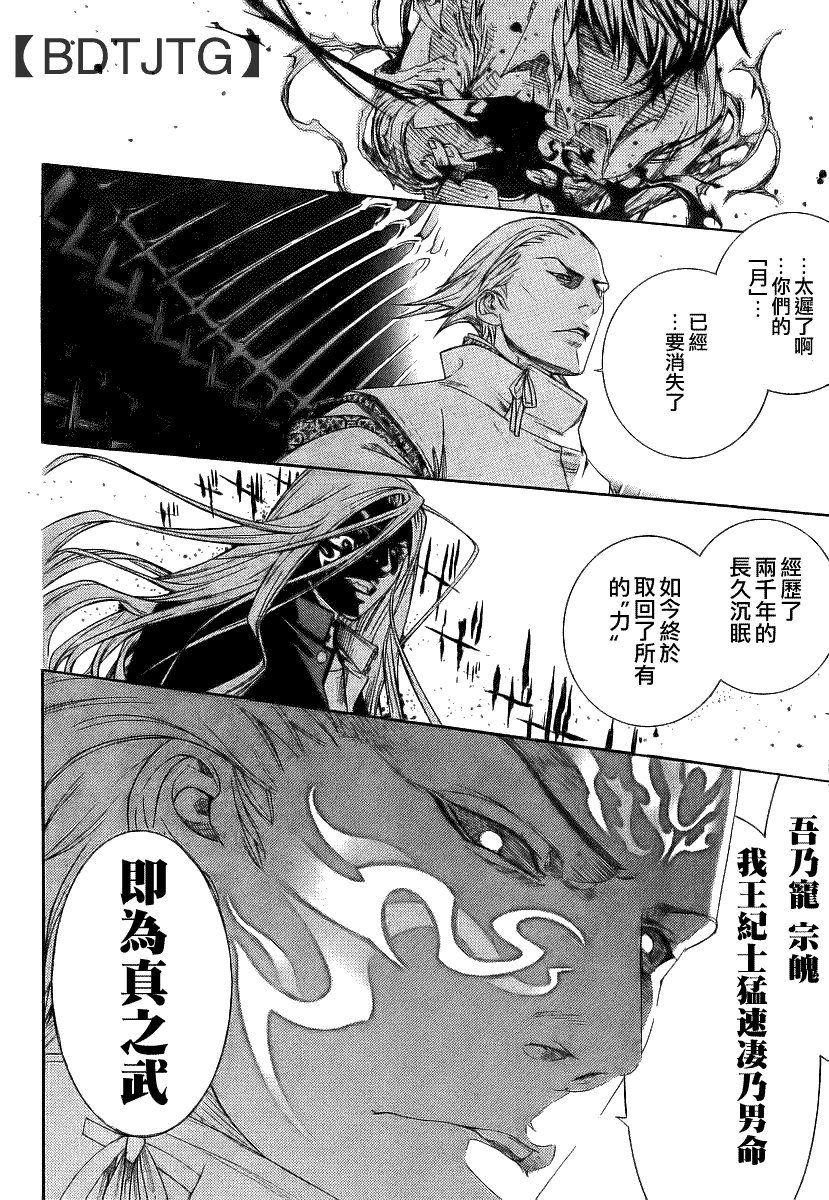 【BDTJTG】
…太遲了啊
…你們的
「月」…
已經
…要消失了
經歷了
兩千年的
長久沉眠
如今終於
取回了所有
的〝力〞
吾乃寵 宗魄
我王紀士猛速凄乃男命
即為真之武